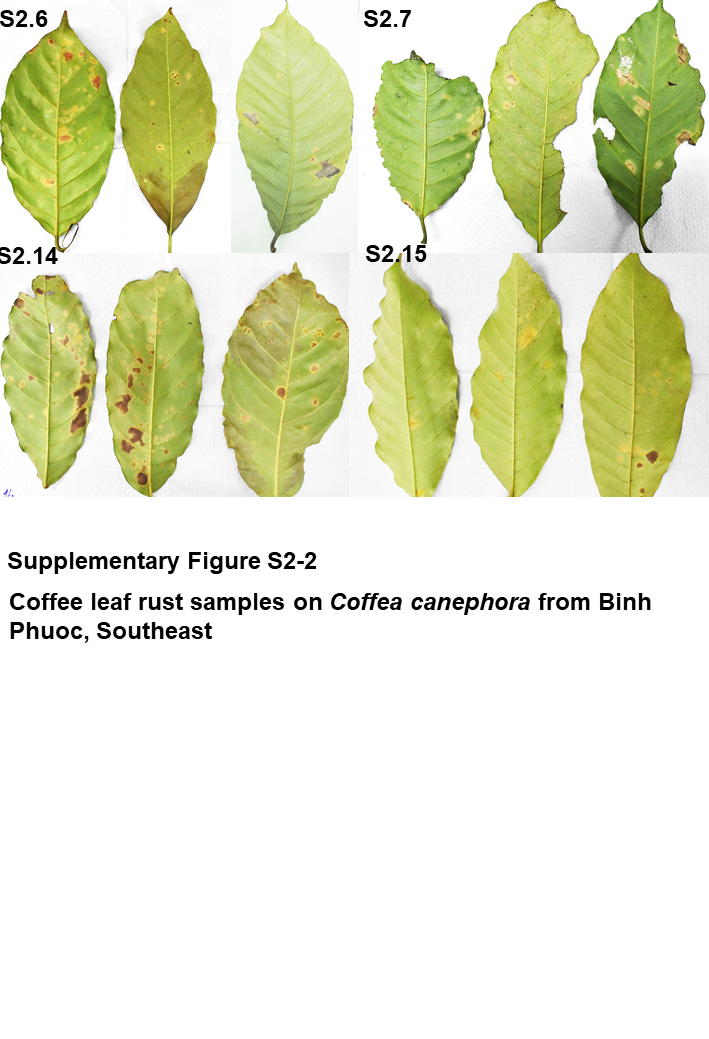 S2.6
S2.7
S2.14
S2.15
Supplementary Figure S2-2
Coffee leaf rust samples on Coffea canephora from Binh
Phuoc, Southeast